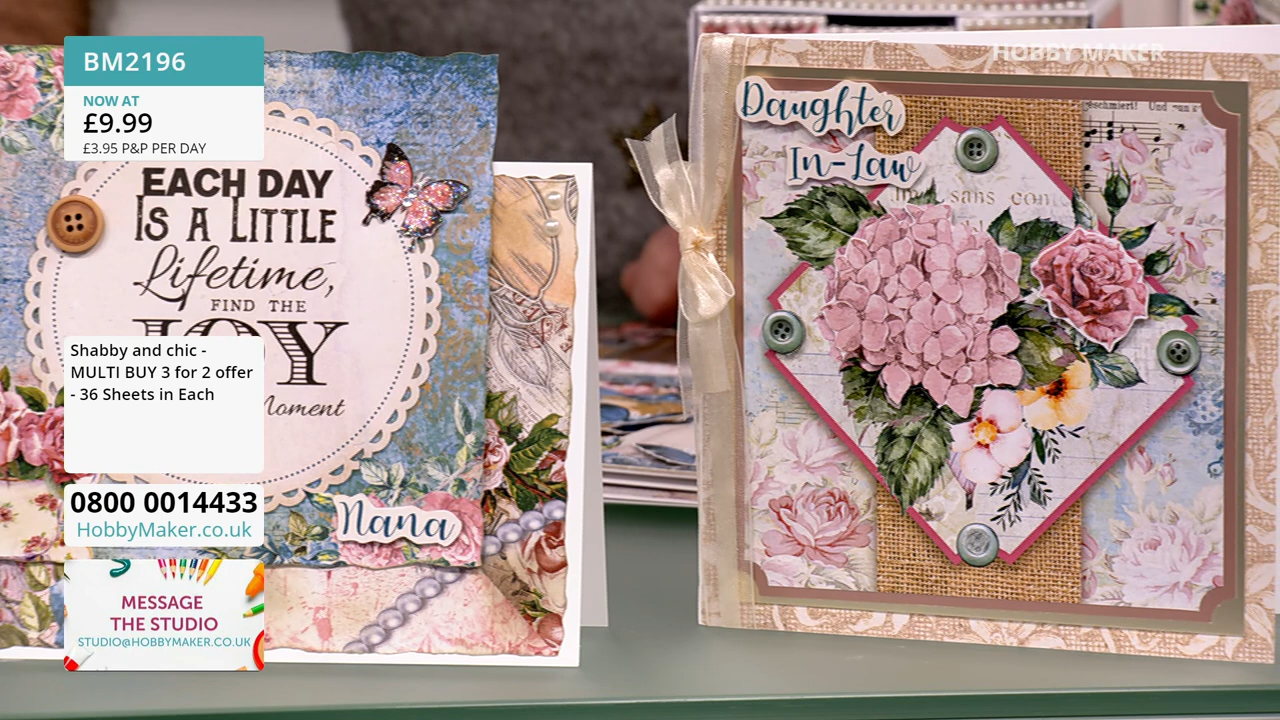 BM2196
NOW AT
£9.99
£3.95 P&P PER DAY
Shabby and chic -
MULTI BUY 3 for 2 offer
- 36 Sheets in Each
0800 0014433
HobbyMaker.co.uk
MESSAGE
THE STUDIO
STUDIO@HOBBYMAKER.CO.UK
EACH DAY
IS A LITTLE
Lifetime,
FIND THE
JOY
Moment
Nana
HOBBY MAKER
Daughter
In-Law
sans